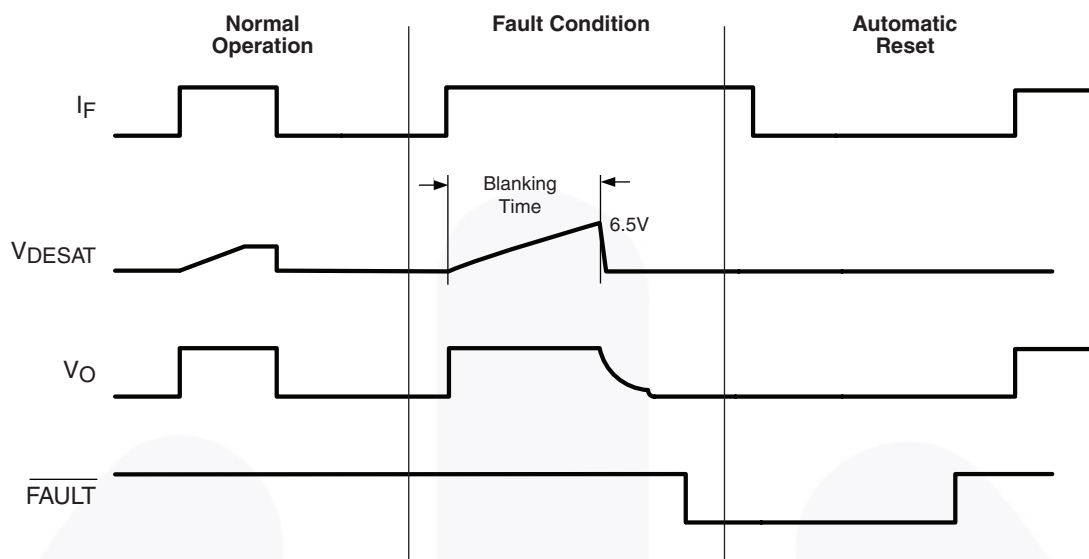 Normal
Operation
Fault Condition
Automatic
Reset
IF
Blanking
Time
6.5V
VDESAT
VO
FAULT